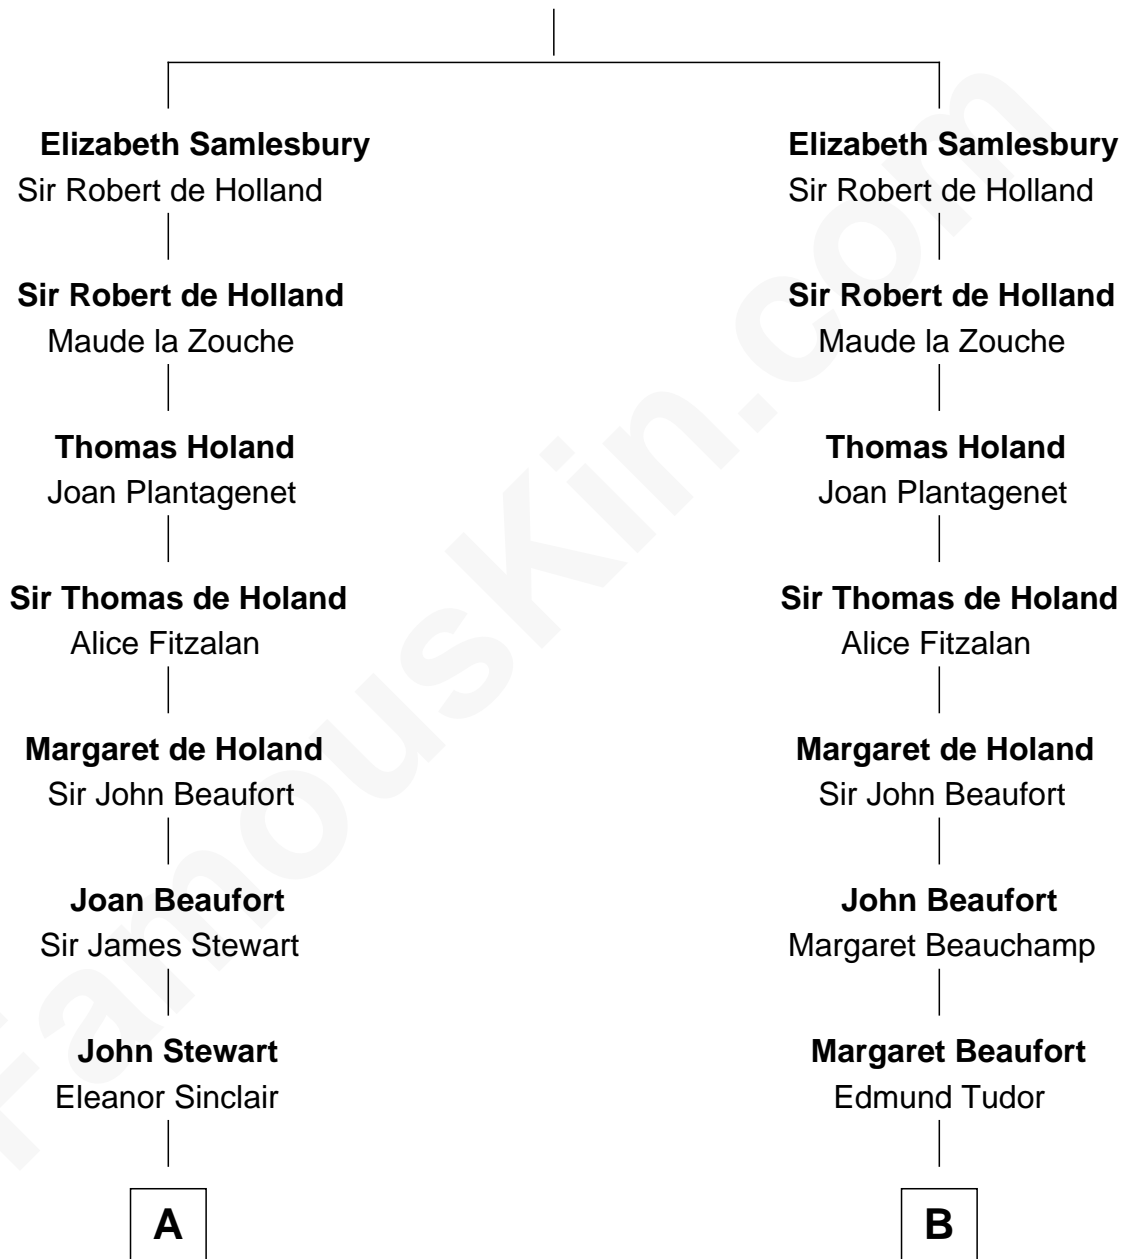 Elizabeth Samlesbury
Sir Robert de Holland
Sir Robert de Holland
Maude la Zouche
Thomas Holand
Joan Plantagenet
Sir Thomas de Holand
Alice Fitzalan
Margaret de Holand
Sir John Beaufort
Joan Beaufort
Sir James Stewart
John Stewart
Eleanor Sinclair
A
Elizabeth Samlesbury
Sir Robert de Holland
Sir Robert de Holland
Maude la Zouche
Thomas Holand
Joan Plantagenet
Sir Thomas de Holand
Alice Fitzalan
Margaret de Holand
Sir John Beaufort
John Beaufort
Margaret Beauchamp
Margaret Beaufort
Edmund Tudor
B
FamousKin.com